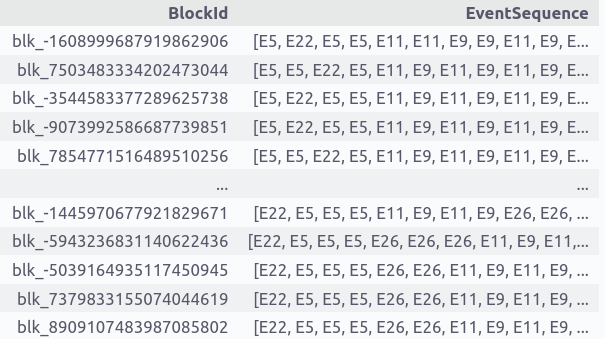 BlockId EventSequence
blk_-1608999687919862906 [E5, E22, E5, E5, E11, E11, E9, E9, E11, E9, E...
blk_7503483334202473044 [E5, E5, E22, E5, E11, E9, E11, E9, E11, E9, E...
blk_-3544583377289625738 [E5, E22, E5, E5, E11, E9, E11, E9, E11, E9, E...
blk_-9073992586687739851 [E5, E22, E5, E5, E11, E9, E11, E9, E11, E9, E...
blk_7854771516489510256 [E5, E5, E22, E5, E11, E9, E11, E9, E11, E9, E...
... ...
blk_-1445970677921829671 [E22, E5, E5, E5, E11, E9, E11, E9, E26, E26, ...
blk_-5943236831140622436 [E22, E5, E5, E5, E26, E26, E26, E11, E9, E11,...
blk_-5039164935117450945 [E22, E5, E5, E5, E26, E26, E11, E9, E11, E9, ...
blk_7379833155074044619 [E22, E5, E5, E5, E26, E26, E11, E9, E11, E9, ...
blk_8909107483987085802 [E22, E5, E5, E5, E26, E26, E11, E9, E11, E9, ...